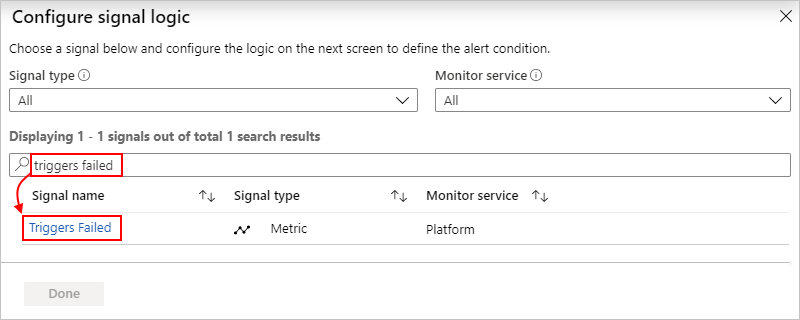 Configure signal logic
Choose a signal below and configure the logic on the next screen to define the alert condition.
Signal type Monitor service
All All
Displaying 1 - 1 signals out of total 1 search results
triggers failed
Signal name Signal type Monitor service
Triggers Failed Metric Platform
Done